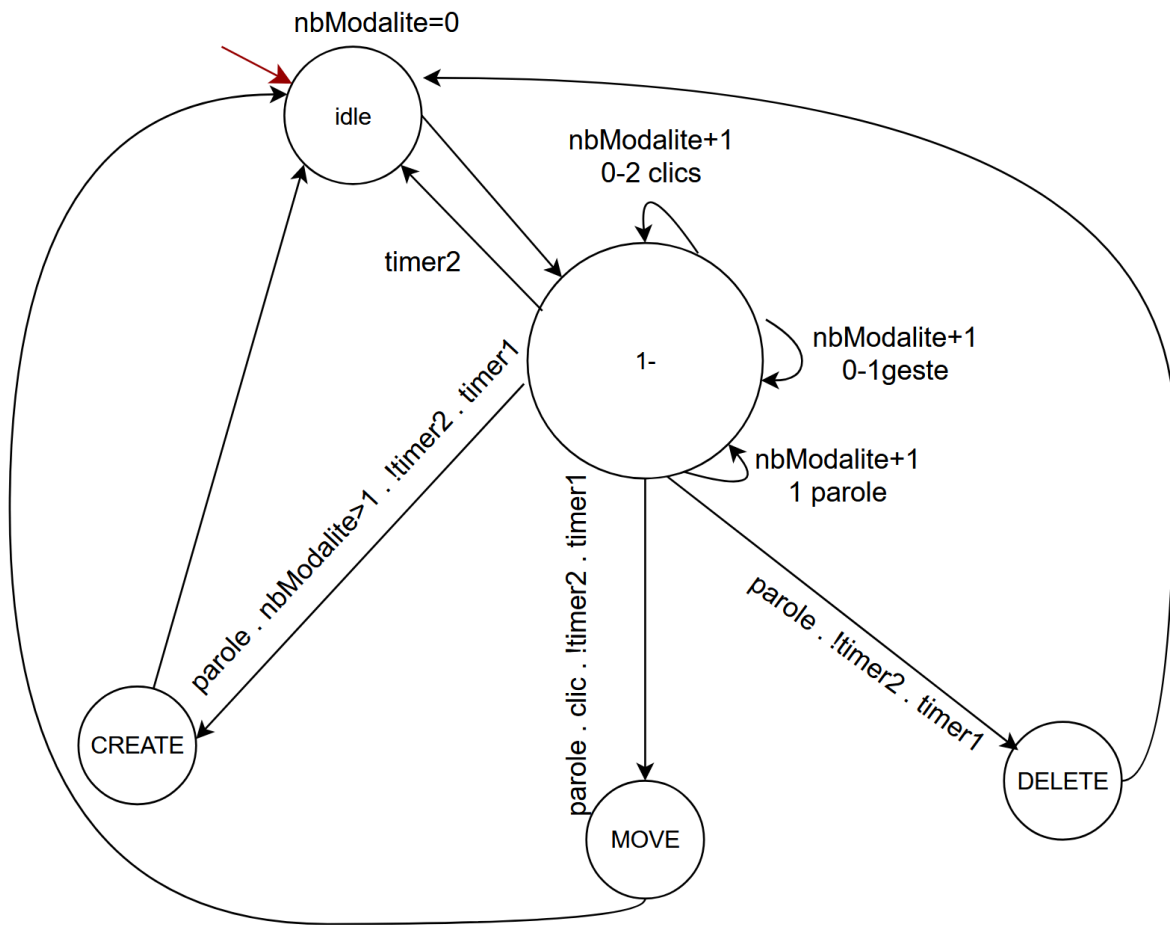 nbModalite=0
idle
nbModalite+1
0-2 clics
timer2
nbModalite+1
0-1geste
1-
nbModalite+1
1 parole
parole . nbModalite>1 . !timer2 . timer1
parole . clic . !timer2 . timer1
parole . !timer2 . timer1
CREATE
DELETE
MOVE